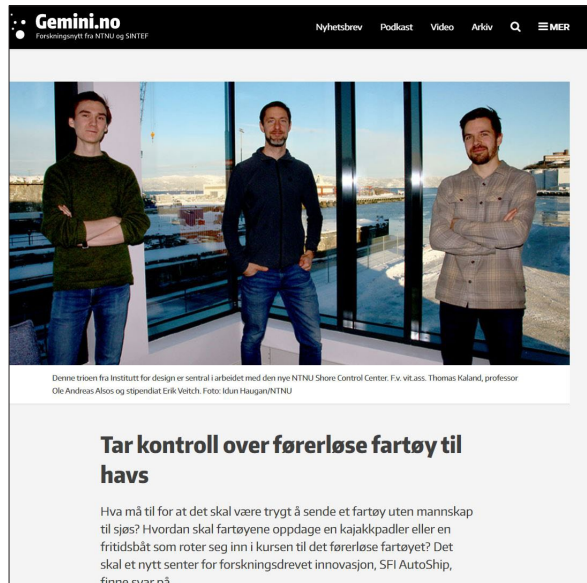 Gemini.no
Forskningsnytt fra NTNU og SINTEF
Nyhetsbrev Podkast Video Arkiv MER
Denne trioen fra Institutt for design er sentral i arbeidet med den nye NTNU Shore Control Center. F.v. vit.ass. Thomas Kaland, professor
Ole Andreas Alsos og stipendiat Erik Veitch. Foto: Idun Haugan/NTNU
Tar kontroll over førerløse fartøy til
havs
Hva må til for at det skal være trygt å sende et fartøy uten mannskap
til sjøs? Hvordan skal fartøyene oppdage en kajakkpadler eller en
fritidsbåt som roter seg inn i kursen til det førerløse fartøyet? Det
skal et nytt senter for forskningsdrevet innovasjon, SFI AutoShip,
finne svar på